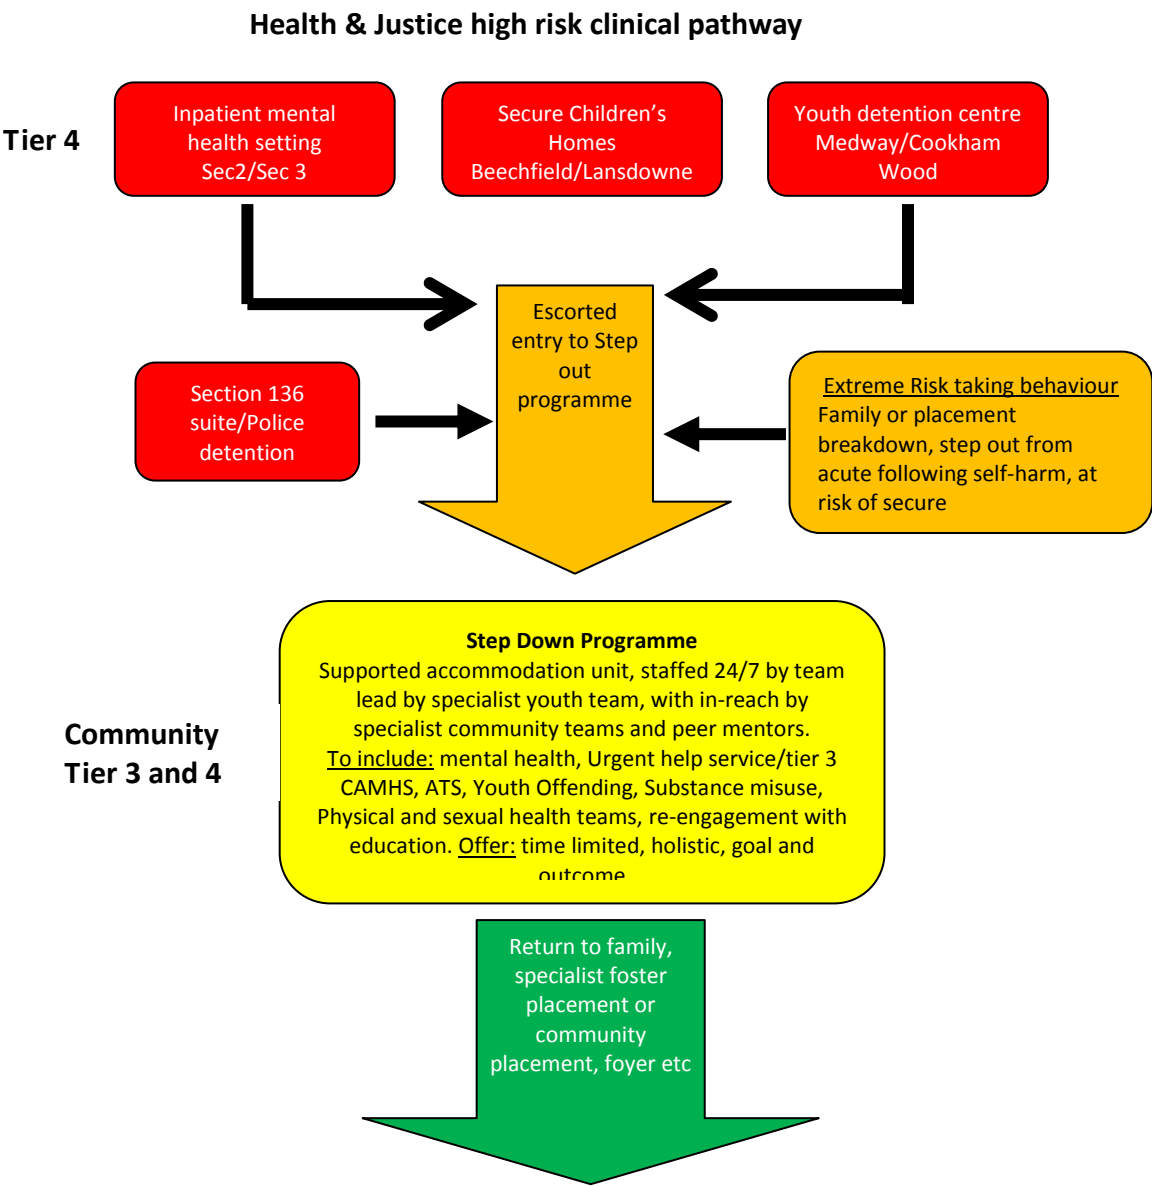 Health & Justice high risk clinical pathway
Tier 4
Inpatient mental
health setting
Sec2/Sec 3
Secure Children’s
Homes
Beechfield/Lansdowne
Youth detention centre
Medway/Cookham
Wood
Escorted
entry to Step
out
programme
Section 136
suite/Police
detention
Extreme Risk taking behaviour
Family or placement
breakdown, step out from
acute following self-harm, at
risk of secure
Community
Tier 3 and 4
Step Down Programme
Supported accommodation unit, staffed 24/7 by team
lead by specialist youth team, with in-reach by
specialist community teams and peer mentors.
To include: mental health, Urgent help service/tier 3
CAMHS, ATS, Youth Offending, Substance misuse,
Physical and sexual health teams, re-engagement with
education. Offer: time limited, holistic, goal and
outcome
Return to family,
specialist foster
placement or
community
placement, foyer etc